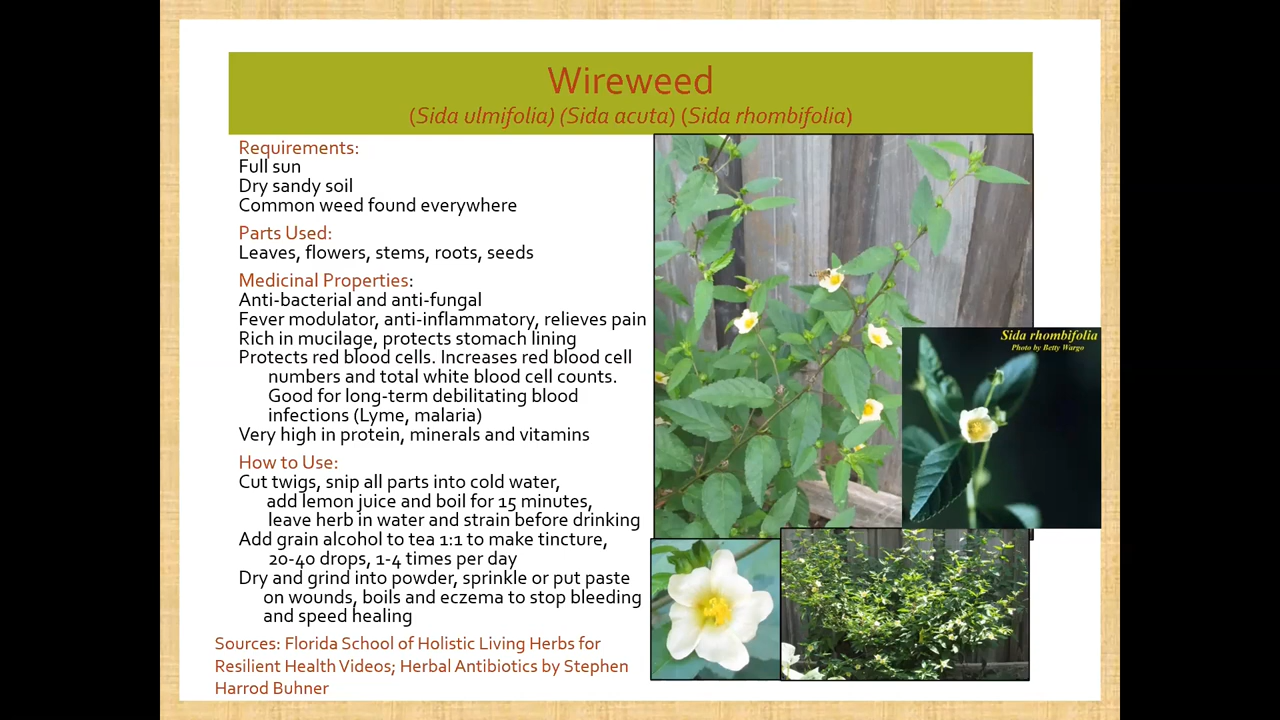 Wireweed
(Sida ulmifolia) (Sida acuta) (Sida rhombifolia)
Requirements:
Full sun
Dry sandy soil
Common weed found everywhere
Parts Used:
Leaves, flowers, stems, roots, seeds
Medicinal Properties:
Anti-bacterial and anti-fungal
Fever modulator, anti-inflammatory, relieves pain
Rich in mucilage, protects stomach lining
Protects red blood cells. Increases red blood cell
numbers and total white blood cell counts.
Good for long-term debilitating blood
infections (Lyme, malaria)
Very high in protein, minerals and vitamins
How to Use:
Cut twigs, snip all parts into cold water,
add lemon juice and boil for 15 minutes,
leave herb in water and strain before drinking
Add grain alcohol to tea 1:1 to make tincture,
20-40 drops, 1-4 times per day
Dry and grind into powder, sprinkle or put paste
on wounds, boils and eczema to stop bleeding
and speed healing
Sources: Florida School of Holistic Living Herbs for
Resilient Health Videos; Herbal Antibiotics by Stephen
Harrod Buhner
Sida rhombifolia
Photo by Betty Wargo